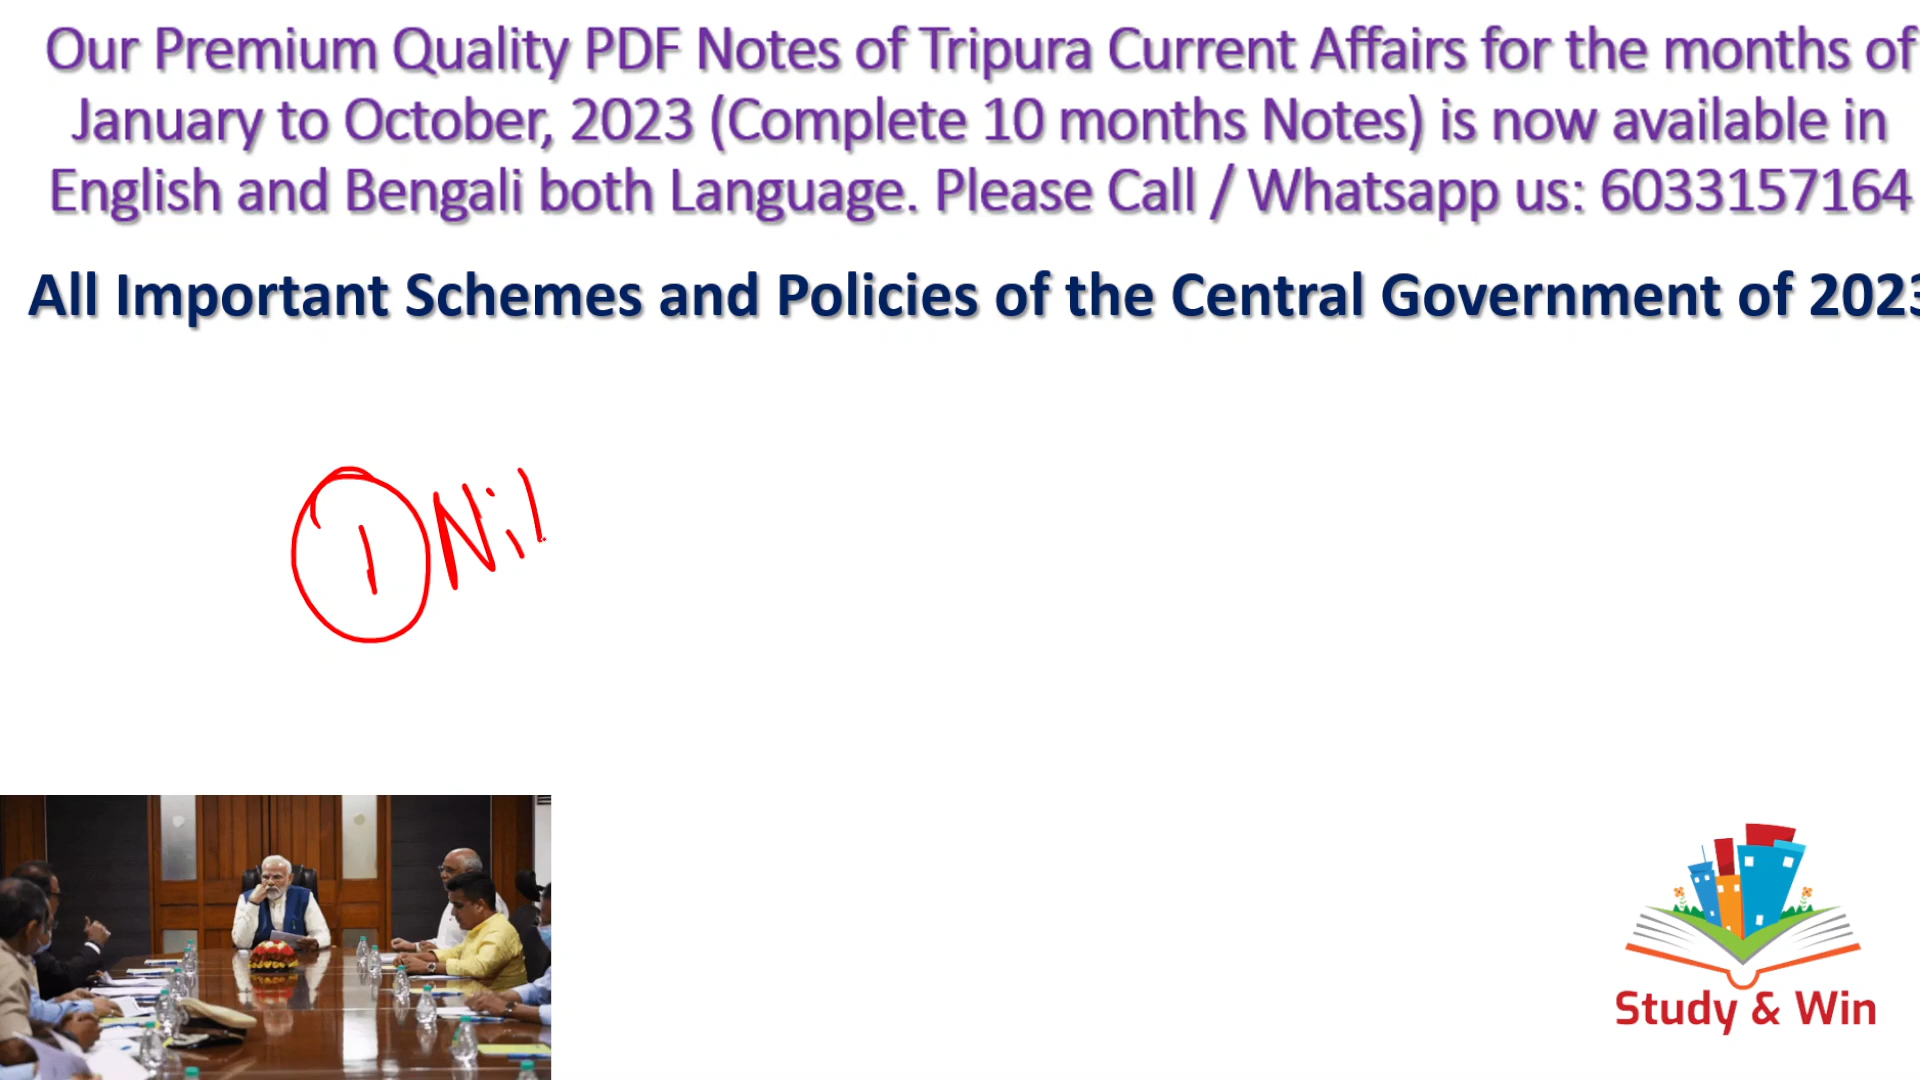 Our Premium Quality PDF Notes of Tripura Current Affairs for the months of
January to October, 2023 (Complete 10 months Notes) is now available in
English and Bengali both Language. Please Call / Whatsapp us: 6033157164
All Important Schemes and Policies of the Central Government of 2023
1 Nil
Study & Win